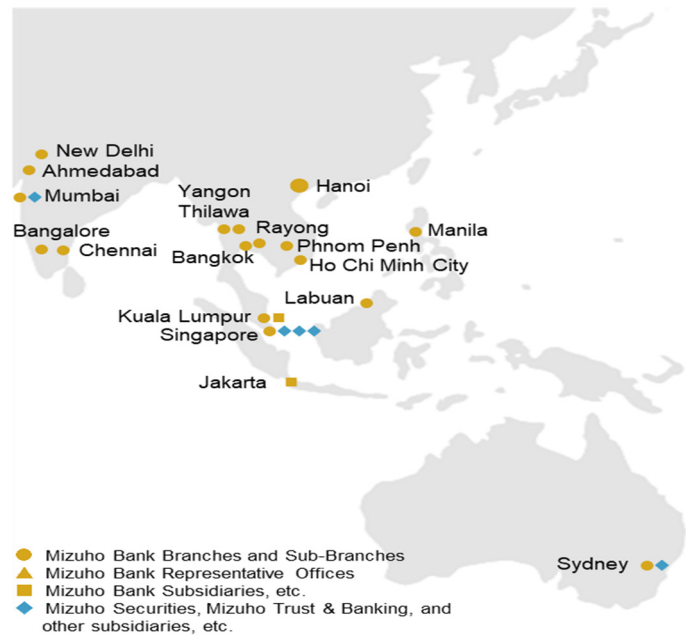 New Delhi
Ahmedabad
Mumbai
Bangalore
Chennai
Yangon
Thilawa
Hanoi
Rayong
Bangkok
Phnom Penh
Ho Chi Minh City
Manila
Labuan
Kuala Lumpur
Singapore
Jakarta
Sydney
Mizuho Bank Branches and Sub-Branches
Mizuho Bank Representative Offices
Mizuho Bank Subsidiaries, etc.
Mizuho Securities, Mizuho Trust & Banking, and
other subsidiaries, etc.